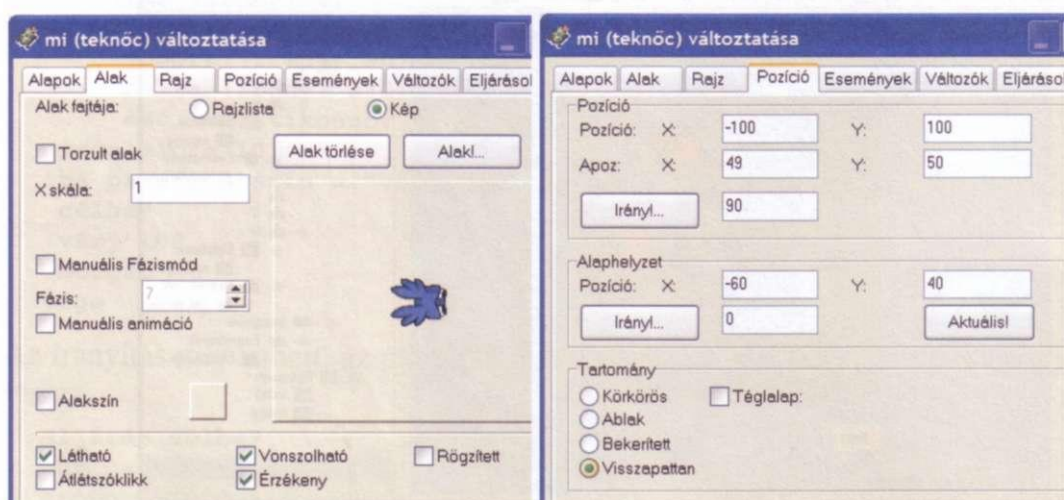 mi (teknőc) változtatása
Alapok Alak Rajz Pozíció Események Változók Eljáráso
Alak fajtája: Rajzlista Kép
Torzult alak Alak törlése Alak!...
X skála: 1
Manuális Fázismód
Fázis: 7
Manuális animáció
Alakszín
Látható Vonszolható Rögzített
Átlátszóklikk Érzékeny
mi (teknőc) változtatása
Alapok Alak Rajz Pozíció Események Változók Eljáráso
Pozíció
Pozíció: X: -100 Y: 100
Apoz: X: 49 Y: 50
Irány!... 90
Alaphelyzet
Pozíció: X: -60 Y: 40
Irány!... 0 Aktuális!
Tartomány
Körkörös Téglalap:
Ablak
Bekerített
Visszapattan